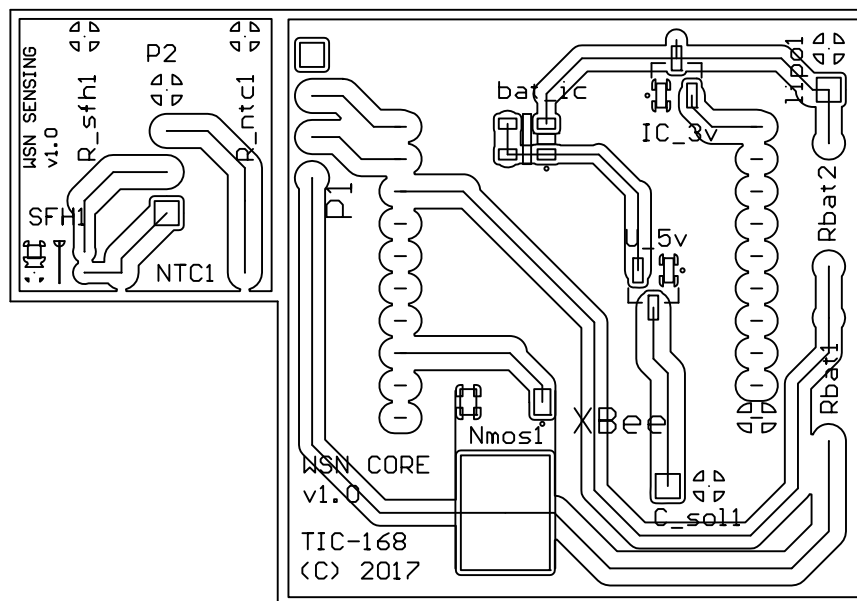 WSN SENSING
v1.0
R_sfh1
P2
R_ntc1
SFH1
NTC1
P1
bat_ic
IC_3v
lipo1
Rbat2
U_5v
Rbat1
XBee
Nmos1
C_sol1
WSN CORE
v1.0
TIC-168
(C) 2017